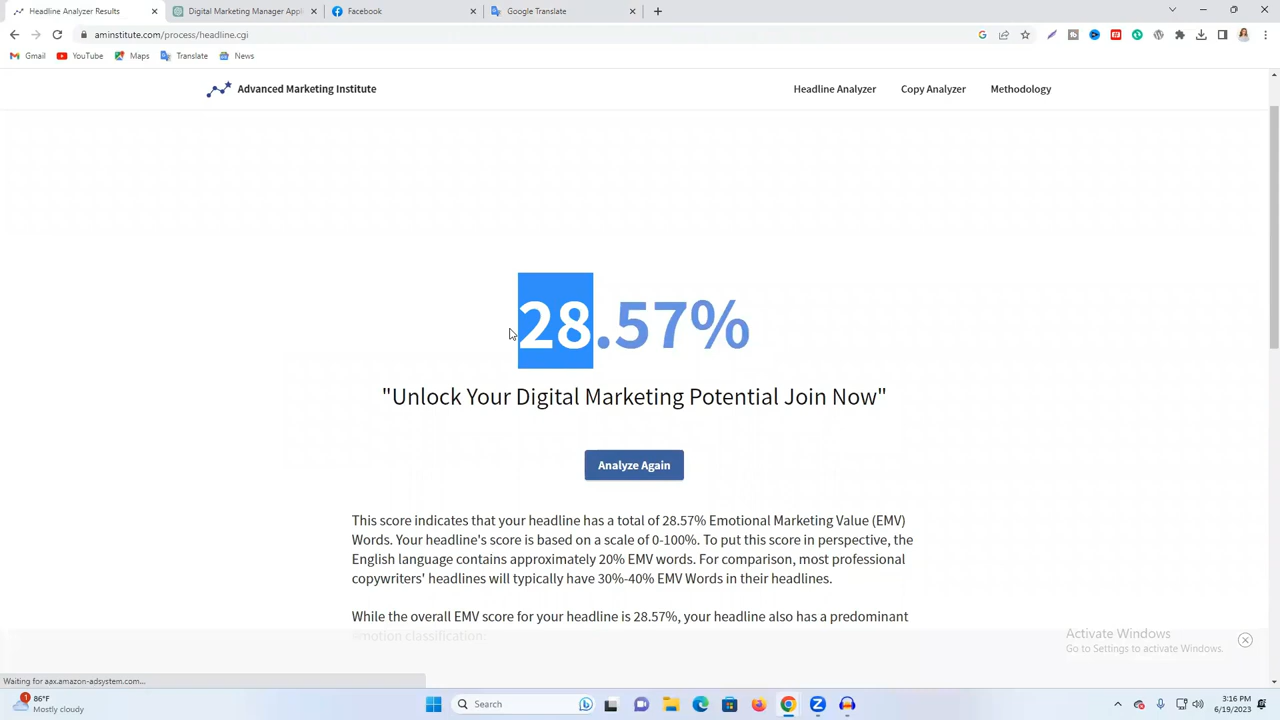 Headline Analyzer Results
Digital Marketing Manager Appl
Facebook
Google Translate
aminstitute.com/process/headline.cgi
Gmail
YouTube
Maps
Translate
News
Advanced Marketing Institute
Headline Analyzer
Copy Analyzer
Methodology
28.57%
"Unlock Your Digital Marketing Potential Join Now"
Analyze Again
This score indicates that your headline has a total of 28.57% Emotional Marketing Value (EMV)
Words. Your headline's score is based on a scale of 0-100%. To put this score in perspective, the
English language contains approximately 20% EMV words. For comparison, most professional
copywriters' headlines will typically have 30%-40% EMV Words in their headlines.
While the overall EMV score for your headline is 28.57%, your headline also has a predominant
emotion classification:
Activate Windows
Go to Settings to activate Windows.
Waiting for aax.amazon-adsystem.com...
1
86°F
Mostly cloudy
Search
3:16 PM
6/19/2023